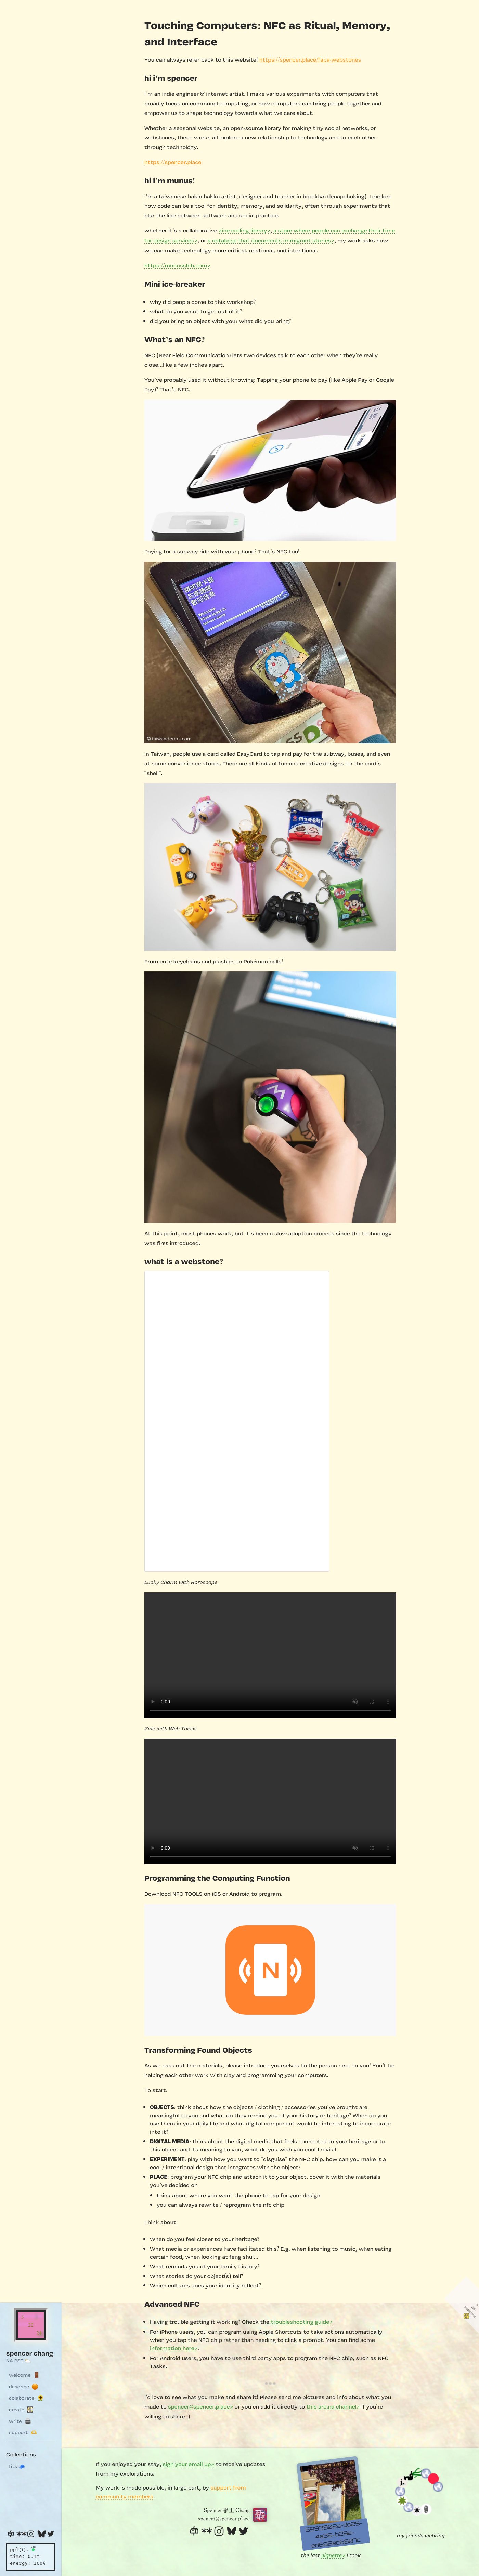 Touching Computers: NFC as Ritual, Memory,
and Interface
You can always refer back to this website! https://spencer.place/fapa-webstones
hi i'm spencer
i'm an indie engineer & internet artist. I make various experiments with computers that
broadly focus on communal computing, or how computers can bring people together and
empower us to shape technology towards what we care about.
Whether a seasonal website, an open-source library for making tiny social networks, or
webstones, these works all explore a new relationship to technology and to each other
through technology.
https://spencer.place
hi i'm munus!
i'm a taiwanese haklo-hakka artist, designer and teacher in brooklyn (lenapehoking). I explore
how code can be a tool for identity, memory, and solidarity, often through experiments that
blur the line between software and social practice.
whether it's a collaborative zine-coding library, a store where people can exchange their time
for design services, or a database that documents immigrant stories, my work asks how
we can make technology more critical, relational, and intentional.
https://munusshih.com
Mini ice-breaker
• why did people come to this workshop?
• what do you want to get out of it?
• did you bring an object with you? what did you bring?
What's an NFC?
NFC (Near Field Communication) lets two devices talk to each other when they're really
close...like a few inches apart.
You've probably used it without knowing: Tapping your phone to pay (like Apple Pay or Google
Pay)? That's NFC.
Paying for a subway ride with your phone? That's NFC too!
請將票卡靠
於感應區
歡迎搭乘
© taiwanderers.com
In Taiwan, people use a card called EasyCard to tap and pay for the subway, buses, and even
at some convenience stores. There are all kinds of fun and creative designs for the card's
"shell".
From cute keychains and plushies to Pokémon balls!
At this point, most phones work, but it's been a slow adoption process since the technology
was first introduced.
what is a webstone?
Lucky Charm with Horoscope
0:00
Zine with Web Thesis
0:00
Programming the Computing Function
Download NFC TOOLS on iOS or Android to program.
N
Transforming Found Objects
As we pass out the materials, please introduce yourselves to the person next to you! You'll be
helping each other work with clay and programming your computers.
To start:
• OBJECTS: think about how the objects / clothing / accessories you've brought are
meaningful to you and what do they remind you of your history or heritage? When do you
use them in your daily life and what digital component would be interesting to incorporate
into it?
• DIGITAL MEDIA: think about the digital media that feels connected to your heritage or to
this object and its meaning to you, what do you wish you could revisit
• EXPERIMENT: play with how you want to "disguise" the NFC chip. how can you make it a
cool / intentional design that integrates with the object?
• PLACE: program your NFC chip and attach it to your object. cover it with the materials
you've decided on
• think about where you want the phone to tap for your design
• you can always rewrite / reprogram the nfc chip
Think about:
• When do you feel closer to your heritage?
• What media or experiences have facilitated this? E.g. when listening to music, when eating
certain food, when looking at feng shui...
• What reminds you of your family history?
• What stories do your object(s) tell?
• Which cultures does your identity reflect?
Advanced NFC
• Having trouble getting it working? Check the troubleshooting guide.
• For iPhone users, you can program using Apple Shortcuts to take actions automatically
when you tap the NFC chip rather than needing to click a prompt. You can find some
information here.
• For Android users, you have to use third party apps to program the NFC chip, such as NFC
Tasks.
I'd love to see what you make and share it! Please send me pictures and info about what you
made to spencer@spencer.place or you cn add it directly to this are.na channel if you're
willing to share :)
spencer chang
NA-PST
welcome
describe
collaborate
create
write
support
Collections
fits
time: 0.1m
energy: 100%
If you enjoyed your stay, sign your email up to receive updates
from my explorations.
My work is made possible, in large part, by support from
community members.
Spencer 張正 Chang
spencer@spencer.place
the last vignette I took
my friends webring